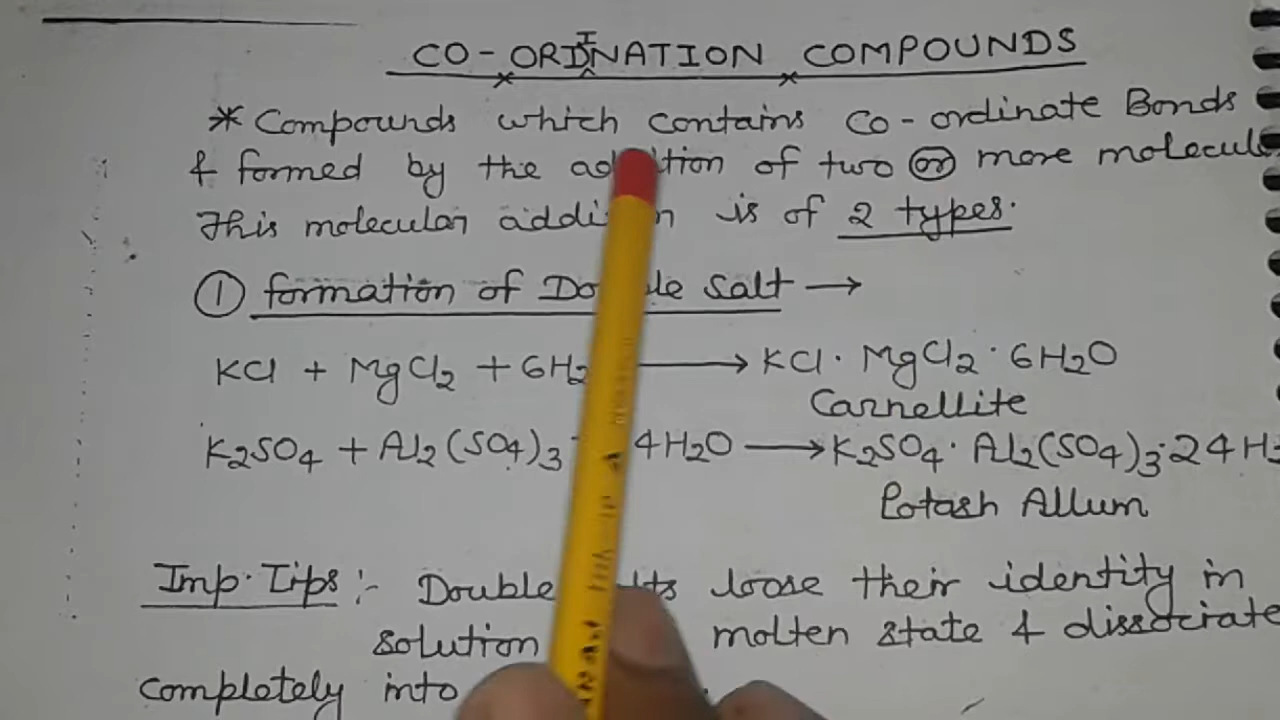 CO-ORDINATION COMPOUNDS
* Compounds which contains Co-ordinate Bonds
& formed by the addition of two or more
This molecular is of 2 types.
① formation of Double Salt →
KCl + MgCl2 + 6H2 → KCl · MgCl2 · 6H2O
Carnellite
K2SO4 + Al2(SO4)3 4H2O → K2SO4 · Al2(SO4)3 · 24H2
Potash Allum
Imp. Tips :- Double loose their identity in
solution molten state & dissociate
completely into